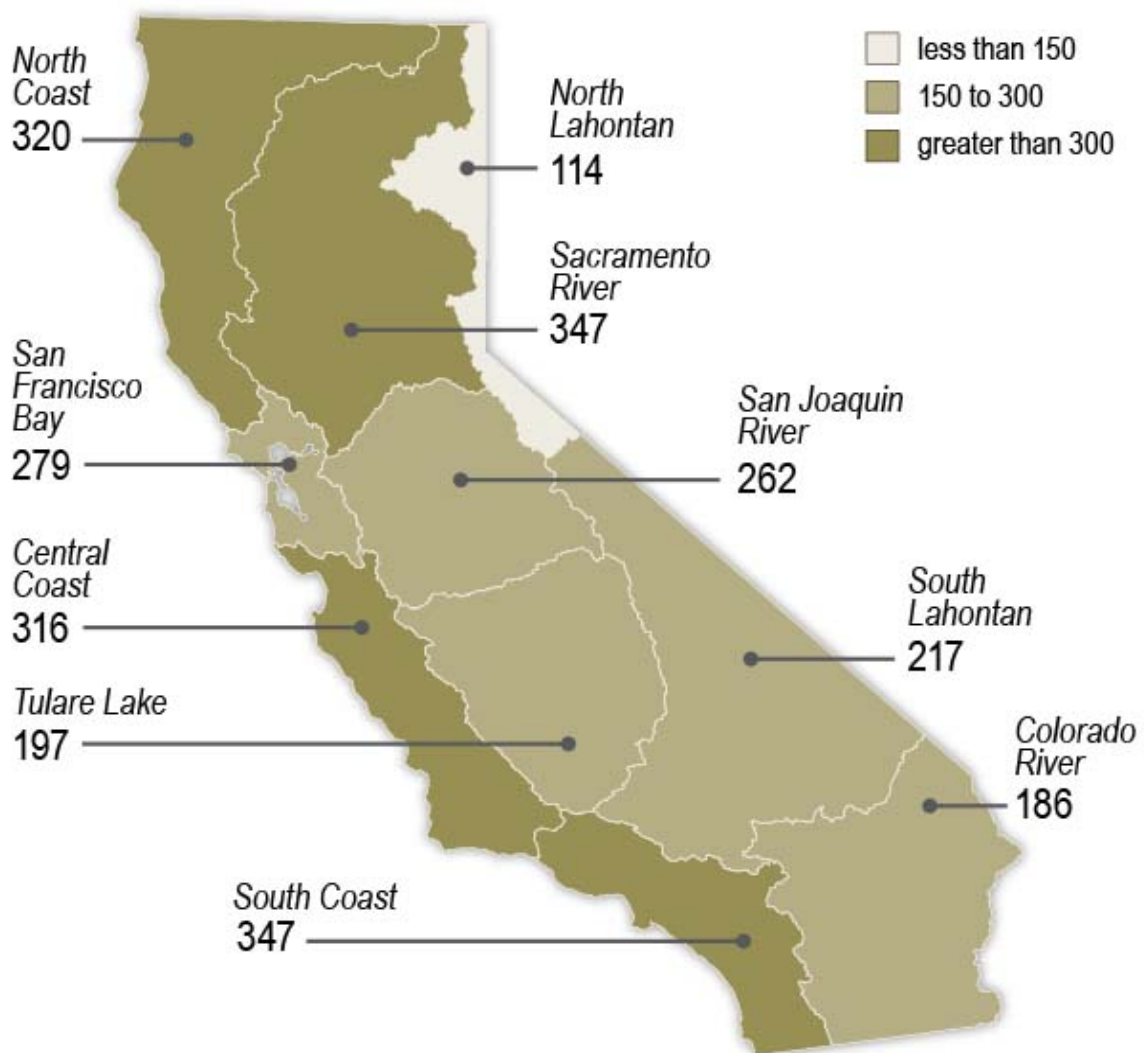 less than 150
150 to 300
greater than 300
North
Coast
320
North
Lahontan
114
Sacramento
River
347
San
Francisco
Bay
279
San Joaquin
River
262
Central
Coast
316
South
Lahontan
217
Tulare Lake
197
Colorado
River
186
South Coast
347